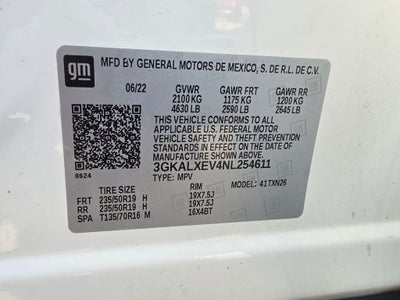 gm MFD BY GENERAL MOTORS DE MEXICO, S. DE R.L. DE C.V.
06/22 GVWR GAWR FRT GAWR RR
2100 KG 1175 KG 1200 KG
4630 LB 2590 LB 2645 LB
THIS VEHICLE CONFORMS TO ALL
APPLICABLE U.S. FEDERAL MOTOR
VEHICLE SAFETY, BUMPER, AND THEFT
PREVENTION STANDARDS IN EFFECT ON
THE DATE OF MANUFACTURE SHOWN ABOVE.
3GKALXEV4NL254611
8624 TYPE: MPV MODEL: 41TXN26
TIRE SIZE RIM
FRT 235/50R19 H 19X7.5J
RR 235/50R19 H 19X7.5J
SPA T135/70R16 M 16X4BT